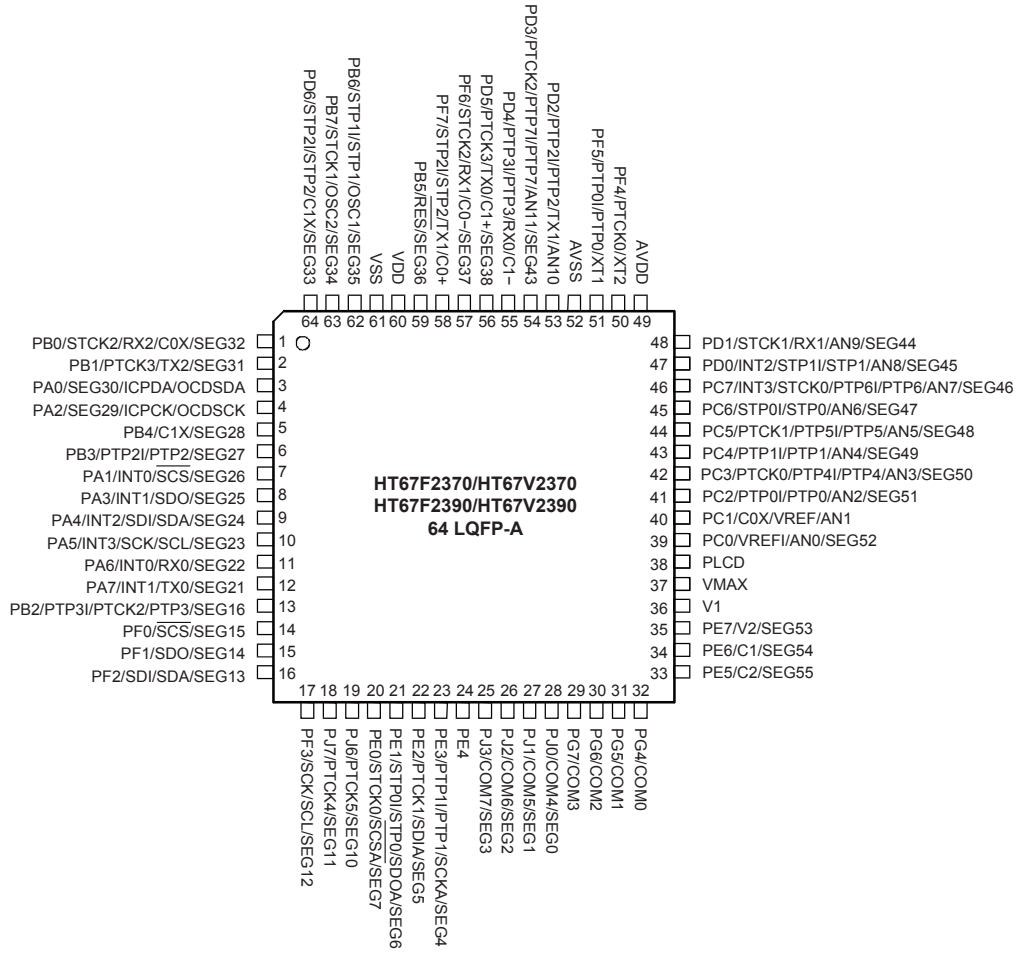 PD6/STP2I/STP2/C1X/SEG33
PB7/STCK1/OSC2/SEG34
PB6/STP1I/STP1/OSC1/SEG35
VSS
VDD
PB5/RES/SEG36
PF7/STP2I/STP2/TX1/C0+
PF6/STCK2/RX1/C0−/SEG37
PD5/PTCK3/TX0/C1+/SEG38
PD4/PTP3I/PTP3/RX0/C1−
PD3/PTCK2/PTP7I/PTP7/AN11/SEG43
PD2/PTP2I/PTP2/TX1/AN10
AVSS
PF5/PTP0I/PTP0/XT1
PF4/PTCK0/XT2
AVDD
64 63 62 61 60 59 58 57 56 55 54 53 52 51 50 49
PB0/STCK2/RX2/C0X/SEG32 1
PB1/PTCK3/TX2/SEG31 2
PA0/SEG30/ICPDA/OCDSDA 3
PA2/SEG29/ICPCK/OCDSCK 4
PB4/C1X/SEG28 5
PB3/PTP2I/PTP2/SEG27 6
PA1/INT0/SCS/SEG26 7
PA3/INT1/SDO/SEG25 8
PA4/INT2/SDI/SDA/SEG24 9
PA5/INT3/SCK/SCL/SEG23 10
PA6/INT0/RX0/SEG22 11
PA7/INT1/TX0/SEG21 12
PB2/PTP3I/PTCK2/PTP3/SEG16 13
PF0/SCS/SEG15 14
PF1/SDO/SEG14 15
PF2/SDI/SDA/SEG13 16
HT67F2370/HT67V2370
HT67F2390/HT67V2390
64 LQFP-A
48 PD1/STCK1/RX1/AN9/SEG44
47 PD0/INT2/STP1I/STP1/AN8/SEG45
46 PC7/INT3/STCK0/PTP6I/PTP6/AN7/SEG46
45 PC6/STP0I/STP0/AN6/SEG47
44 PC5/PTCK1/PTP5I/PTP5/AN5/SEG48
43 PC4/PTP1I/PTP1/AN4/SEG49
42 PC3/PTCK0/PTP4I/PTP4/AN3/SEG50
41 PC2/PTP0I/PTP0/AN2/SEG51
40 PC1/C0X/VREF/AN1
39 PC0/VREFI/AN0/SEG52
38 PLCD
37 VMAX
36 V1
35 PE7/V2/SEG53
34 PE6/C1/SEG54
33 PE5/C2/SEG55
17 18 19 20 21 22 23 24 25 26 27 28 29 30 31 32
PF3/SCK/SCL/SEG12
PJ7/PTCK4/SEG11
PJ6/PTCK5/SEG10
PE0/STCK0/SCSA/SEG7
PE1/STP0I/STP0/SDOA/SEG6
PE2/PTCK1/SDIA/SEG5
PE3/PTP1I/PTP1/SCKA/SEG4
PE4
PJ3/COM7/SEG3
PJ2/COM6/SEG2
PJ1/COM5/SEG1
PJ0/COM4/SEG0
PG7/COM3
PG6/COM2
PG5/COM1
PG4/COM0